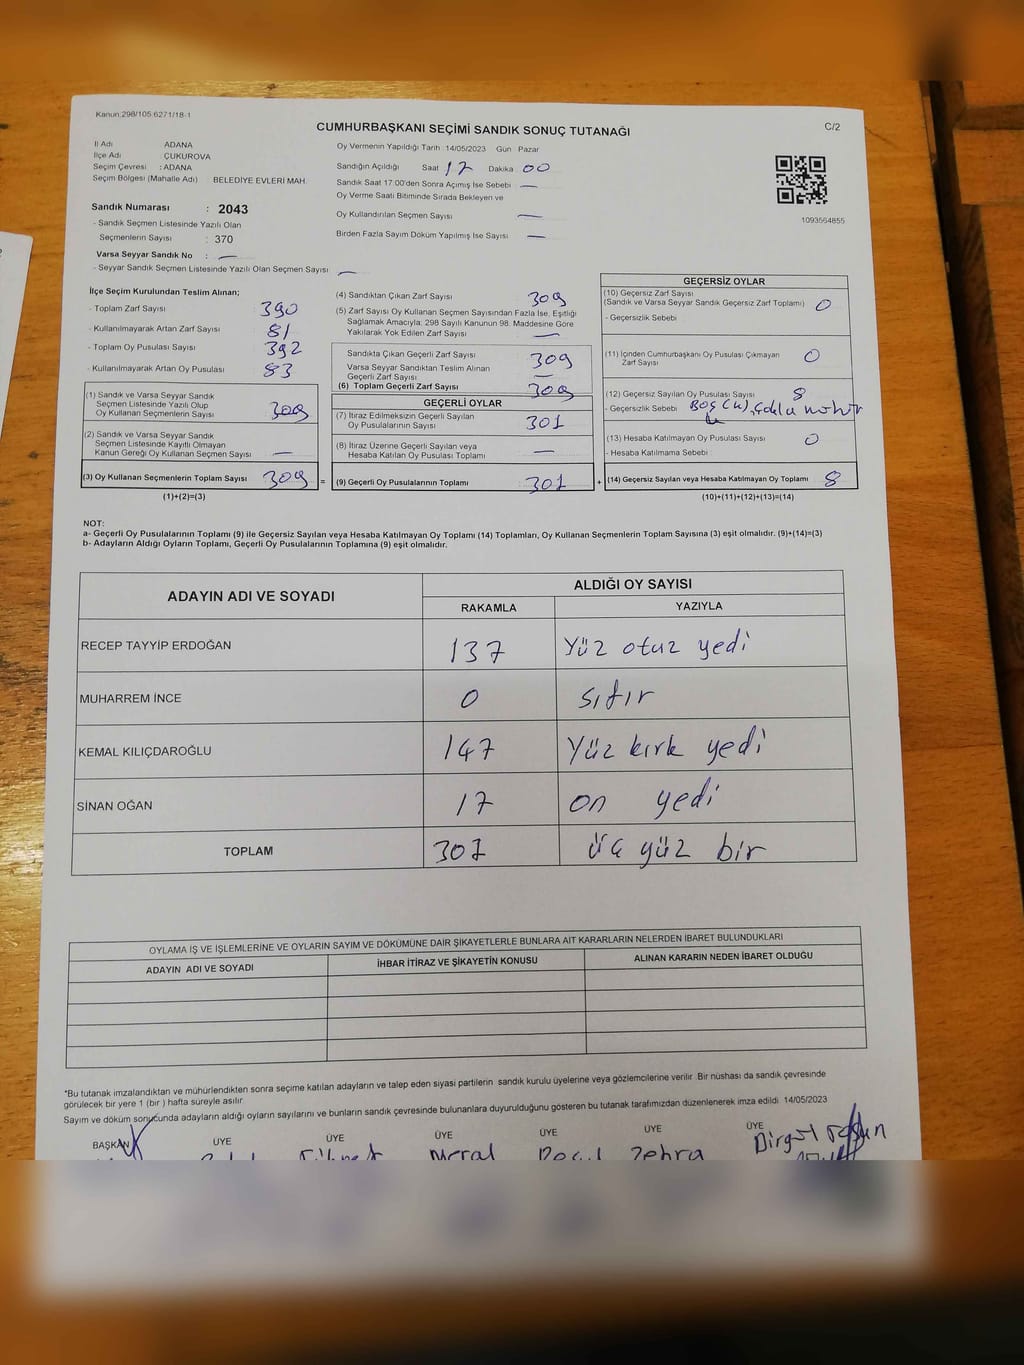 Kanun:298/105 6271/18-1
C/2
CUMHURBAŞKANI SEÇİMİ SANDIK SONUÇ TUTANAĞI
İl Adı ADANA
İlçe Adı ÇUKUROVA
Seçim Çevresi : ADANA
Seçim Bölgesi (Mahalle Adı) BELEDİYE EVLERİ MAH.
Sandık Numarası : 2043
- Sandık Seçmen Listesinde Yazılı Olan
Seçmenlerin Sayısı : 370
Varsa Seyyar Sandık No : —
- Seyyar Sandık Seçmen Listesinde Yazılı Olan Seçmen Sayısı —
Oy Vermenin Yapıldığı Tarih :14/05/2023 Gün : Pazar
Sandığın Açıldığı Saat 17 Dakika 00
Sandık Saat 17:00'den Sonra Açımış İse Sebebi —
Oy Verme Saati Bitiminde Sırada Bekleyen ve
Oy Kullandırılan Seçmen Sayısı —
Birden Fazla Sayım Döküm Yapılmış İse Sayısı —
1093564855
İlçe Seçim Kurulundan Teslim Alınan;
- Toplam Zarf Sayısı 390
- Kullanılmayarak Artan Zarf Sayısı 81
- Toplam Oy Pusulası Sayısı 392
- Kullanılmayarak Artan Oy Pusulası 83
(1) Sandık ve Varsa Seyyar Sandık
Seçmen Listesinde Yazılı Olup
Oy Kullanan Seçmenlerin Sayısı 309
(2) Sandık ve Varsa Seyyar Sandık
Seçmen Listesinde Kayıtlı Olmayan
Kanun Gereği Oy Kullanan Seçmen Sayısı —
(3) Oy Kullanan Seçmenlerin Toplam Sayısı 309 =
(1)+(2)=(3)
(4) Sandıktan Çıkan Zarf Sayısı 309
(5) Zarf Sayısı Oy Kullanan Seçmen Sayısından Fazla İse, Eşitliği
Sağlamak Amacıyla; 298 Sayılı Kanunun 98. Maddesine Göre
Yakılarak Yok Edilen Zarf Sayısı —
Sandıkta Çıkan Geçerli Zarf Sayısı 309
Varsa Seyyar Sandıktan Teslim Alınan
Geçerli Zarf Sayısı —
(6) Toplam Geçerli Zarf Sayısı 309
GEÇERLİ OYLAR
(7) İtiraz Edilmeksizin Geçerli Sayılan
Oy Pusulalarının Sayısı 301
(8) İtiraz Üzerine Geçerli Sayılan veya
Hesaba Katılan Oy Pusulası Toplamı —
(9) Geçerli Oy Pusulalarının Toplamı : 301 +
GEÇERSİZ OYLAR
(10) Geçersiz Zarf Sayısı
(Sandık ve Varsa Seyyar Sandık Geçersiz Zarf Toplamı) 0
- Geçersizlik Sebebi
(11) İçinden Cumhurbaşkanı Oy Pusulası Çıkmayan
Zarf Sayısı 0
(12) Geçersiz Sayılan Oy Pusulası Sayısı 8
- Geçersizlik Sebebi BOŞ
(13) Hesaba Katılmayan Oy Pusulası Sayısı 0
- Hesaba Katılmama Sebebi
(14) Geçersiz Sayılan veya Hesaba Katılmayan Oy Toplamı 8
(10)+(11)+(12)+(13)=(14)
NOT:
a- Geçerli Oy Pusulalarının Toplamı (9) ile Geçersiz Sayılan veya Hesaba Katılmayan Oy Toplamı (14) Toplamları, Oy Kullanan Seçmenlerin Toplam Sayısına (3) eşit olmalıdır. (9)+(14)=(3)
b- Adayların Aldığı Oyların Toplamı, Geçerli Oy Pusulalarının Toplamına (9) eşit olmalıdır.
ADAYIN ADI VE SOYADI ALDIĞI OY SAYISI
RAKAMLA YAZIYLA
RECEP TAYYİP ERDOĞAN 137 Yüz otuz yedi
MUHARREM İNCE 0 sıfır
KEMAL KILIÇDAROĞLU 147 Yüz kırk yedi
SİNAN OĞAN 17 on yedi
TOPLAM 301 üç yüz bir
OYLAMA İŞ VE İŞLEMLERİNE VE OYLARIN SAYIM VE DÖKÜMÜNE DAİR ŞİKAYETLERLE BUNLARA AİT KARARLARIN NELERDEN İBARET BULUNDUKLARI
ADAYIN ADI VE SOYADI İHBAR İTİRAZ VE ŞİKAYETİN KONUSU ALINAN KARARIN NEDEN İBARET OLDUĞU
*Bu tutanak imzalandıktan ve mühürlendikten sonra seçime katılan adayların ve talep eden siyasi partilerin sandık kurulu üyelerine veya gözlemcilerine verilir. Bir nüshası da sandık çevresinde
görülecek bir yere 1 (bir ) hafta süreyle asılır.
Sayım ve döküm sonucunda adayların aldığı oyların sayılarını ve bunların sandık çevresinde bulunanlara duyurulduğunu gösteren bu tutanak tarafımızdan düzenlenerek imza edildi. 14/05/2023
BAŞKAN ÜYE ÜYE ÜYE ÜYE ÜYE ÜYE
Meral Zehra